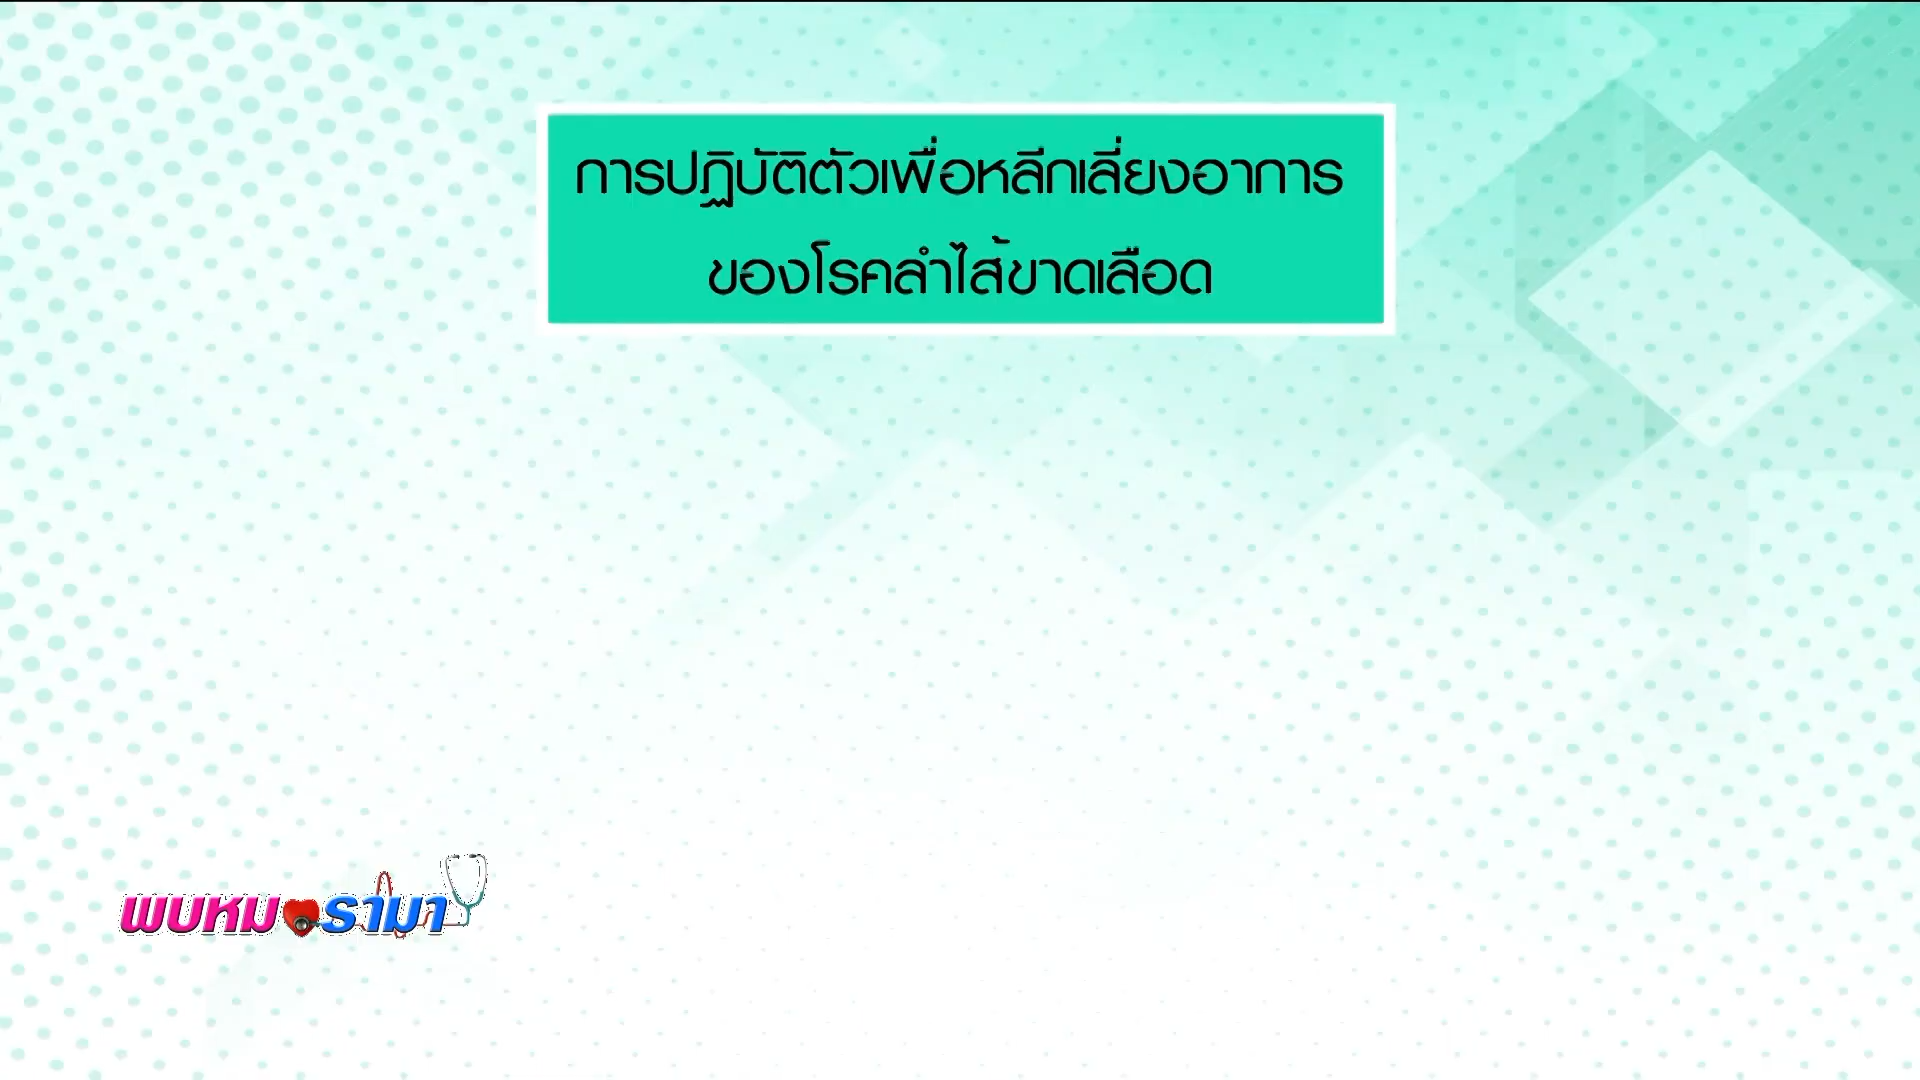 การปฏิบัติตัวเพื่อหลีกเลี่ยงอาการ
ของโรคลำไส้ขาดเลือด
พบหมอรามา